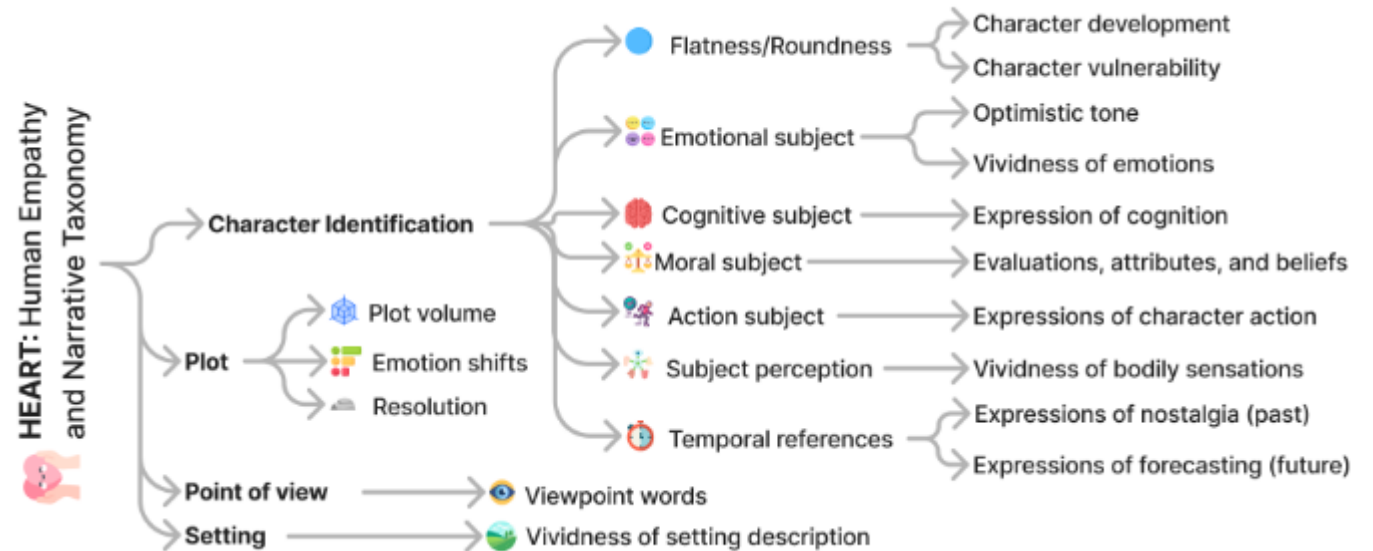 HEART: Human Empathy
and Narrative Taxonomy
Character Identification
Flatness/Roundness
Character development
Character vulnerability
Emotional subject
Optimistic tone
Vividness of emotions
Cognitive subject
Expression of cognition
Moral subject
Evaluations, attributes, and beliefs
Action subject
Expressions of character action
Subject perception
Vividness of bodily sensations
Temporal references
Expressions of nostalgia (past)
Expressions of forecasting (future)
Plot
Plot volume
Emotion shifts
Resolution
Point of view
Viewpoint words
Setting
Vividness of setting description